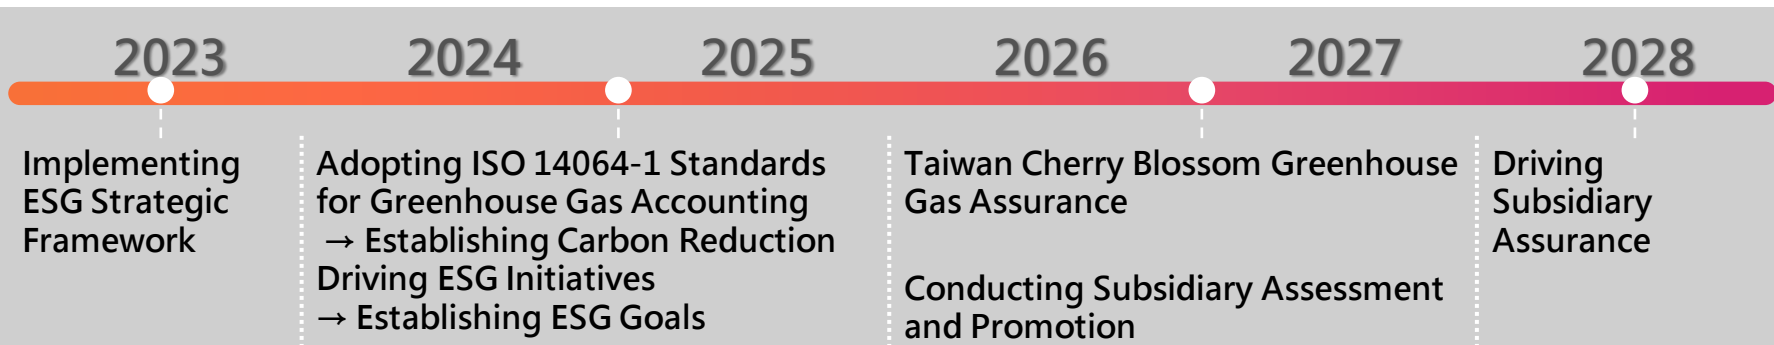 2023 2024 2025 2026 2027 2028
Implementing
ESG Strategic
Framework
Adopting ISO 14064-1 Standards
for Greenhouse Gas Accounting
→ Establishing Carbon Reduction
Driving ESG Initiatives
→ Establishing ESG Goals
Taiwan Cherry Blossom Greenhouse
Gas Assurance
Conducting Subsidiary Assessment
and Promotion
Driving
Subsidiary
Assurance